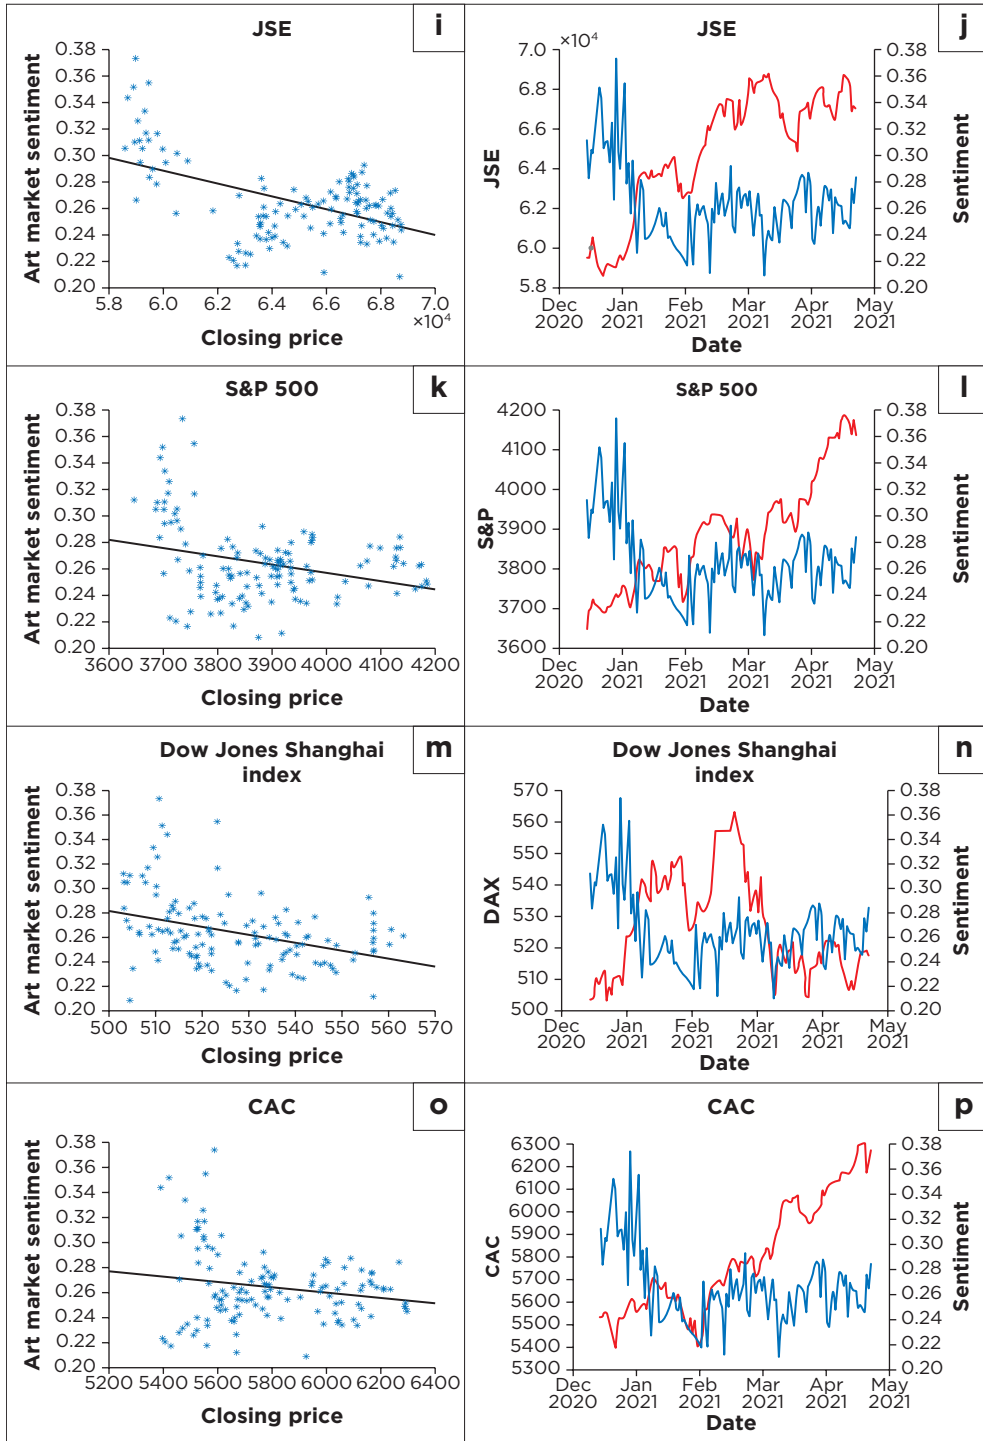 JSE
i
Art market sentiment
0.38
0.36
0.34
0.32
0.30
0.28
0.26
0.24
0.22
0.20
5.8 6.0 6.2 6.4 6.6 6.8 7.0
×10⁴
Closing price
JSE
j
×10⁴
JSE
7.0
6.8
6.6
6.4
6.2
6.0
5.8
0.38
0.36
0.34
0.32
0.30
0.28
0.26
0.24
0.22
0.20
Sentiment
Dec Jan Feb Mar Apr May
2020 2021 2021 2021 2021 2021
Date
S&P 500
k
Art market sentiment
0.38
0.36
0.34
0.32
0.30
0.28
0.26
0.24
0.22
0.20
3600 3700 3800 3900 4000 4100 4200
Closing price
S&P 500
l
S&P
4200
4100
4000
3900
3800
3700
3600
0.38
0.36
0.34
0.32
0.30
0.28
0.26
0.24
0.22
0.20
Sentiment
Dec Jan Feb Mar Apr May
2020 2021 2021 2021 2021 2021
Date
Dow Jones Shanghai
index
m
Art market sentiment
0.38
0.36
0.34
0.32
0.30
0.28
0.26
0.24
0.22
0.20
500 510 520 530 540 550 560 570
Closing price
Dow Jones Shanghai
index
n
DAX
570
560
550
540
530
520
510
500
0.38
0.36
0.34
0.32
0.30
0.28
0.26
0.24
0.22
0.20
Sentiment
Dec Jan Feb Mar Apr May
2020 2021 2021 2021 2021 2021
Date
CAC
o
Art market sentiment
0.38
0.36
0.34
0.32
0.30
0.28
0.26
0.24
0.22
0.20
5200 5400 5600 5800 6000 6200 6400
Closing price
CAC
p
CAC
6300
6200
6100
6000
5900
5800
5700
5600
5500
5400
5300
0.38
0.36
0.34
0.32
0.30
0.28
0.26
0.24
0.22
0.20
Sentiment
Dec Jan Feb Mar Apr May
2020 2021 2021 2021 2021 2021
Date